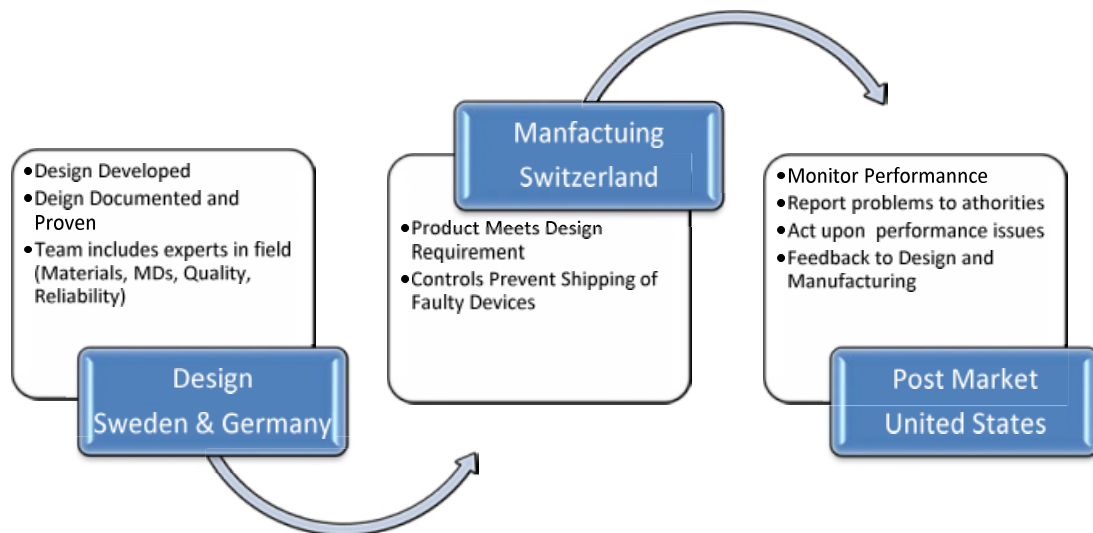 •Design Developed
•Deign Documented and
Proven
•Team includes experts in field
(Materials, MDs, Quality,
Reliability)
Design
Sweden & Germany
Manfactuing
Switzerland
•Product Meets Design
Requirement
•Controls Prevent Shipping of
Faulty Devices
•Monitor Performannce
•Report problems to athorities
•Act upon performance issues
•Feedback to Design and
Manufacturing
Post Market
United States